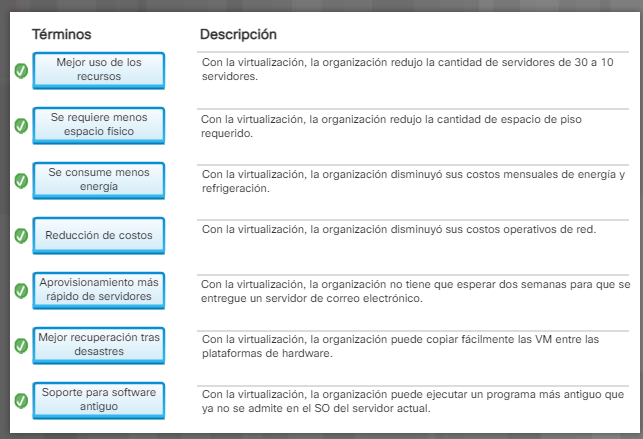 Términos
Descripción
Mejor uso de los
recursos
Con la virtualización, la organización redujo la cantidad de servidores de 30 a 10
servidores.
Se requiere menos
espacio físico
Con la virtualización, la organización redujo la cantidad de espacio de piso
requerido.
Se consume menos
energía
Con la virtualización, la organización disminuyó sus costos mensuales de energía y
refrigeración.
Reducción de costos
Con la virtualización, la organización disminuyó sus costos operativos de red.
Aprovisionamiento más
rápido de servidores
Con la virtualización, la organización no tiene que esperar dos semanas para que se
entregue un servidor de correo electrónico.
Mejor recuperación tras
desastres
Con la virtualización, la organización puede copiar fácilmente las VM entre las
plataformas de hardware.
Soporte para software
antiguo
Con la virtualización, la organización puede ejecutar un programa más antiguo que
ya no se admite en el SO del servidor actual.